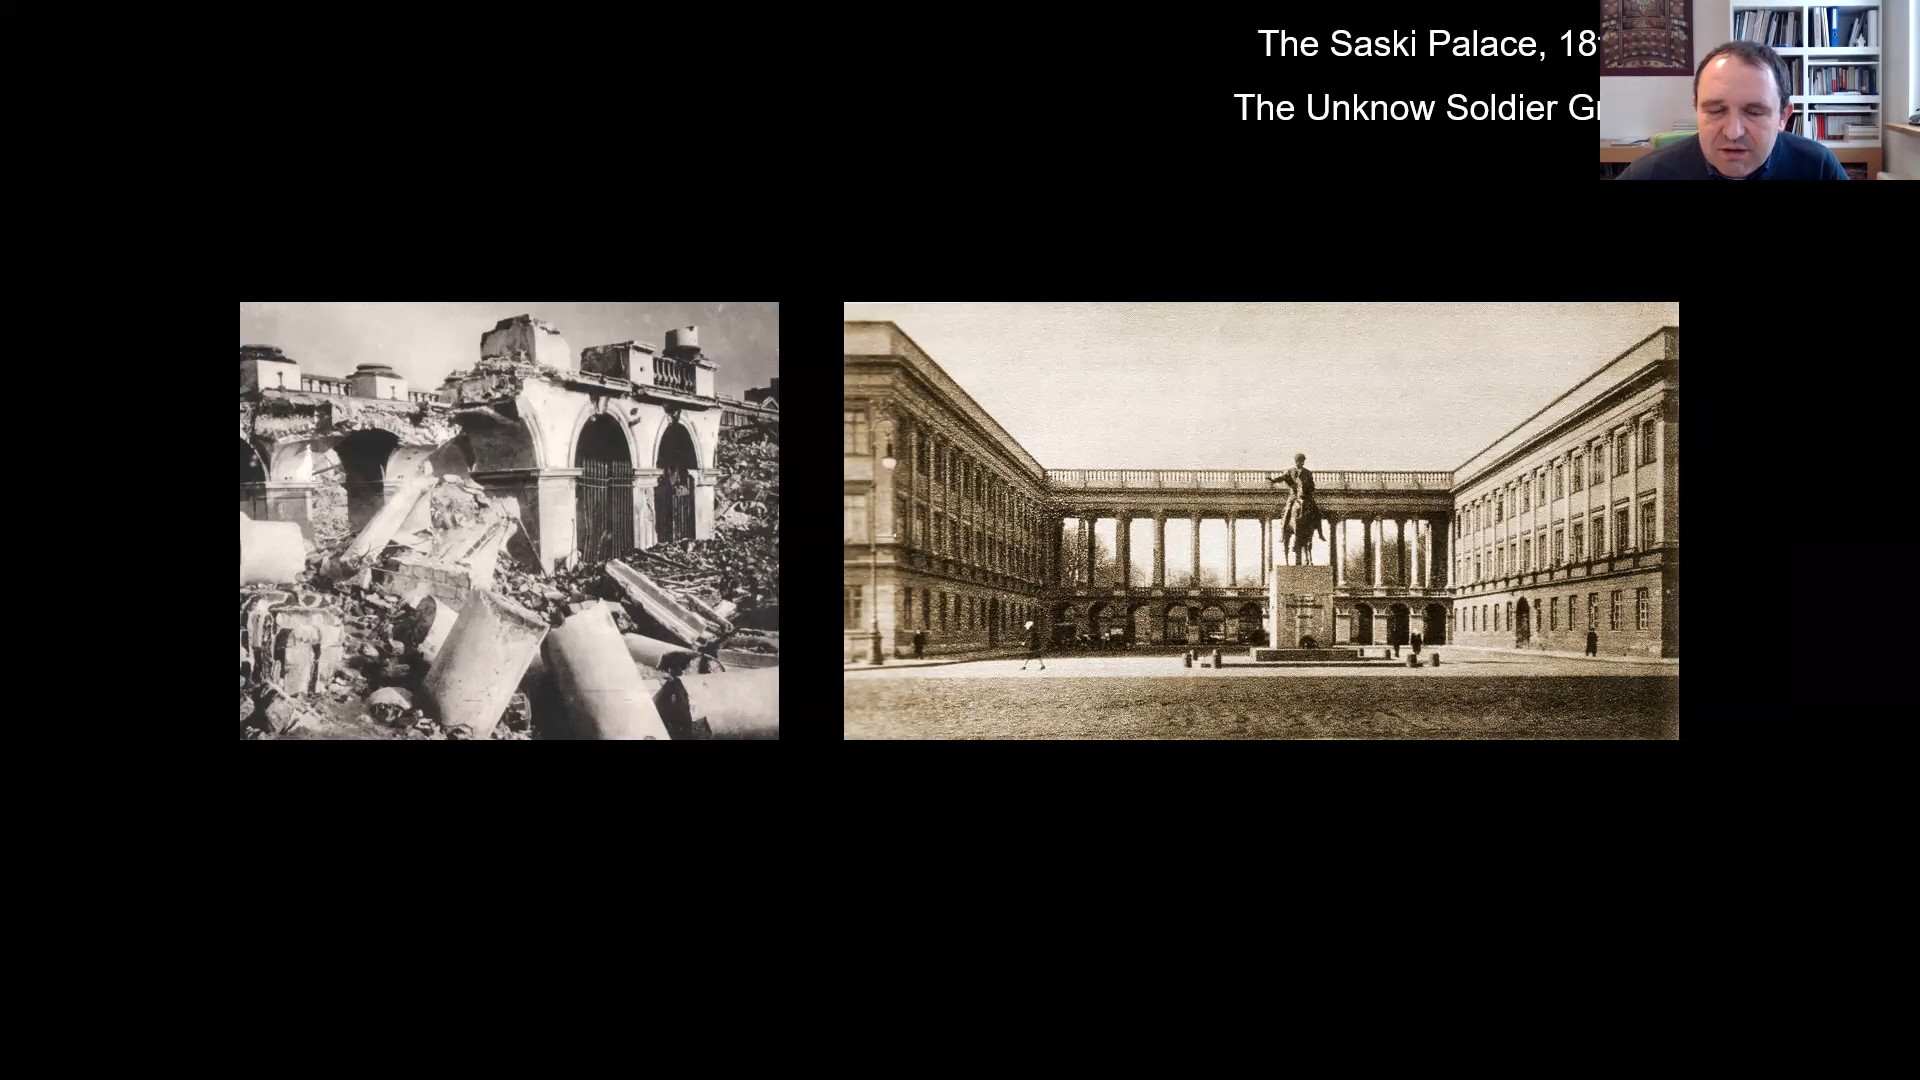 The Saski Palace, 18
The Unknow Soldier G